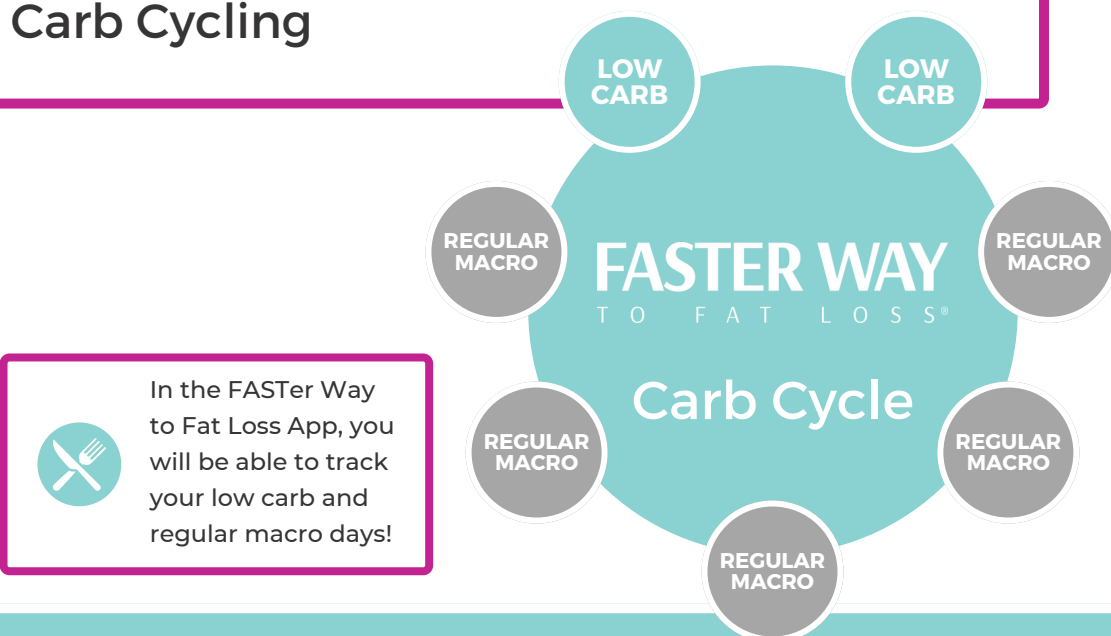 Carb Cycling
LOW
CARB
LOW
CARB
REGULAR
MACRO
REGULAR
MACRO
FASTER WAY
TO FAT LOSS®
Carb Cycle
In the FASTer Way
to Fat Loss App, you
will be able to track
your low carb and
regular macro days!
REGULAR
MACRO
REGULAR
MACRO
REGULAR
MACRO